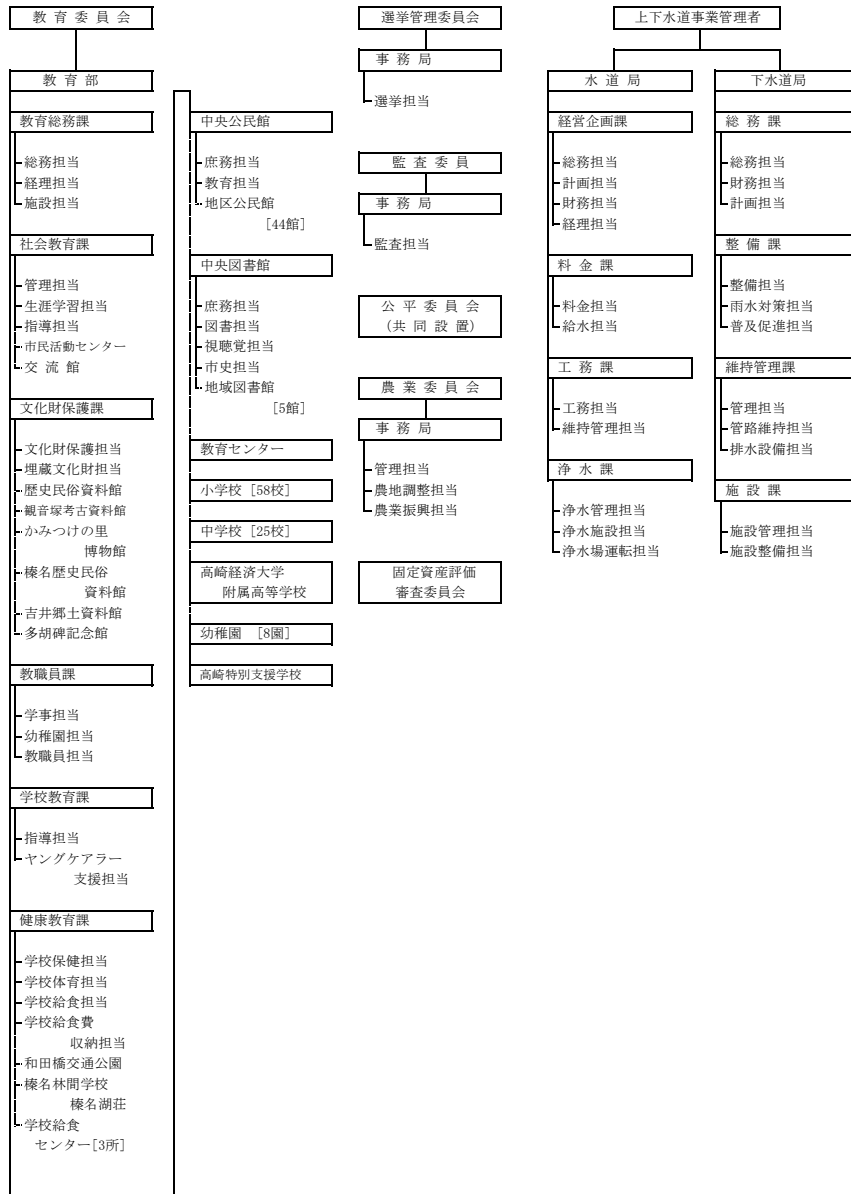 教 育 委 員 会
教 育 部
教育総務課
総務担当
経理担当
施設担当
社会教育課
管理担当
生涯学習担当
指導担当
市民活動センター
交 流 館
文化財保護課
文化財保護担当
埋蔵文化財担当
歴史民俗資料館
観音塚考古資料館
かみつけの里
博物館
榛名歴史民俗
資料館
吉井郷土資料館
多胡碑記念館
教職員課
学事担当
幼稚園担当
教職員担当
学校教育課
指導担当
ヤングケアラー
支援担当
健康教育課
学校保健担当
学校体育担当
学校給食担当
学校給食費
収納担当
和田橋交通公園
榛名林間学校
榛名湖荘
学校給食
センター[3所]
中央公民館
庶務担当
教育担当
地区公民館
[44館]
中央図書館
庶務担当
図書担当
視聴覚担当
市史担当
地域図書館
[5館]
教育センター
小学校 [58校]
中学校 [25校]
高崎経済大学
附属高等学校
幼稚園 [8園]
高崎特別支援学校
選挙管理委員会
事 務 局
選挙担当
監 査 委 員
事 務 局
監査担当
公 平 委 員 会
(共 同 設 置)
農 業 委 員 会
事 務 局
管理担当
農地調整担当
農業振興担当
固定資産評価
審査委員会
上下水道事業管理者
水 道 局
経営企画課
総務担当
計画担当
財務担当
経理担当
料 金 課
料金担当
給水担当
工 務 課
工務担当
維持管理担当
浄 水 課
浄水管理担当
浄水施設担当
浄水場運転担当
下水道局
総 務 課
総務担当
財務担当
計画担当
整 備 課
整備担当
雨水対策担当
普及促進担当
維持管理課
管理担当
管路維持担当
排水設備担当
施 設 課
施設管理担当
施設整備担当